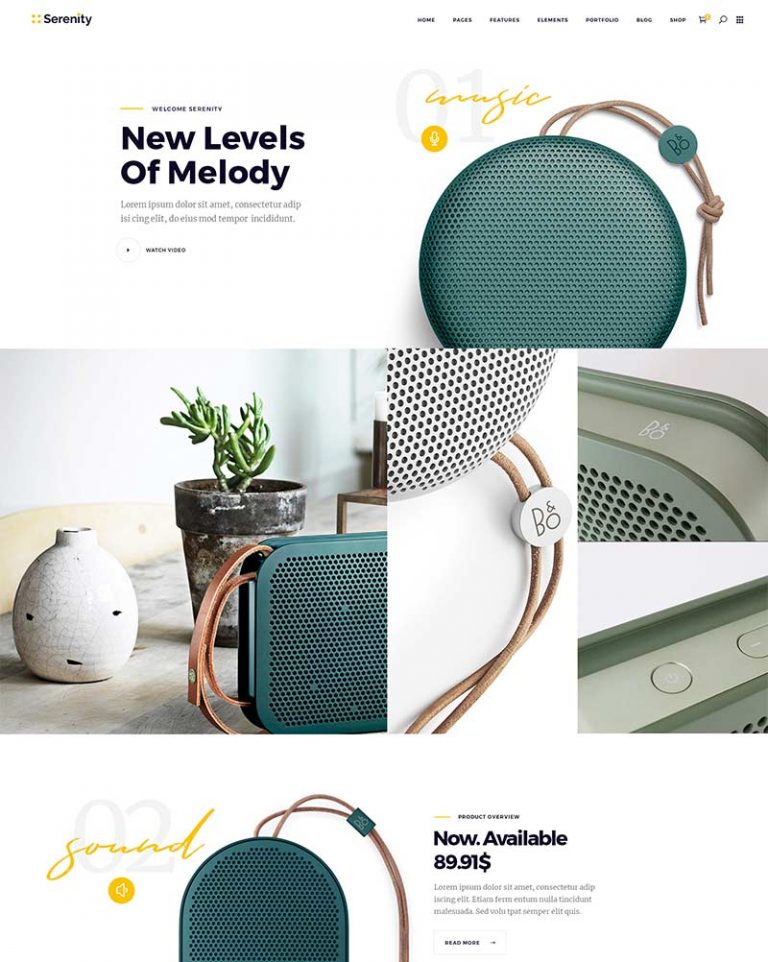 Serenity
HOME PAGES FEATURES ELEMENTS PORTFOLIO BLOG SHOP
01
music
WELCOME SERENITY
New Levels
Of Melody
Lorem ipsum dolor sit amet, consectetur adip
isi cing elit, do eius mod tempor incididunt.
WATCH VIDEO
B&O
B&O
B&O
02
sound
B&O
PRODUCT OVERVIEW
Now. Available
89.91$
Lorem ipsum dolor sit amet, consectetur adip
iscing elit. Etiam ferm entum nulla tincidunt
malesuada. Sed volu tpat semper elit quis.
READ MORE →